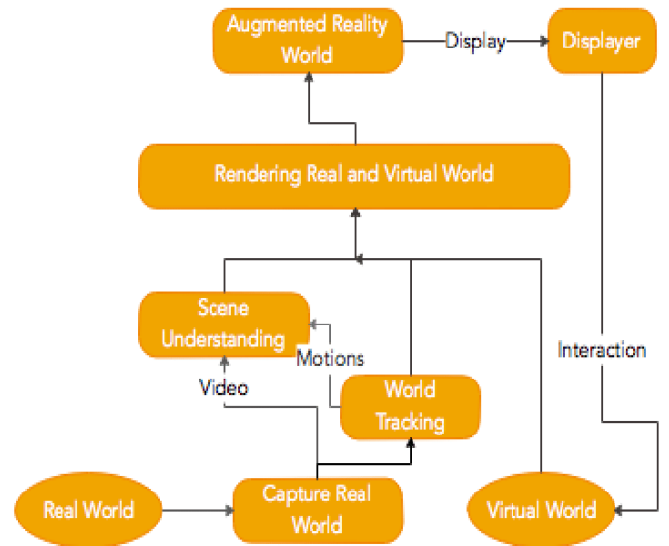 Augmented Reality
World
Display
Displayer
Rendering Real and Virtual World
Scene
Understanding
Motions
Interaction
Video
World
Tracking
Real World
Capture Real
World
Virtual World